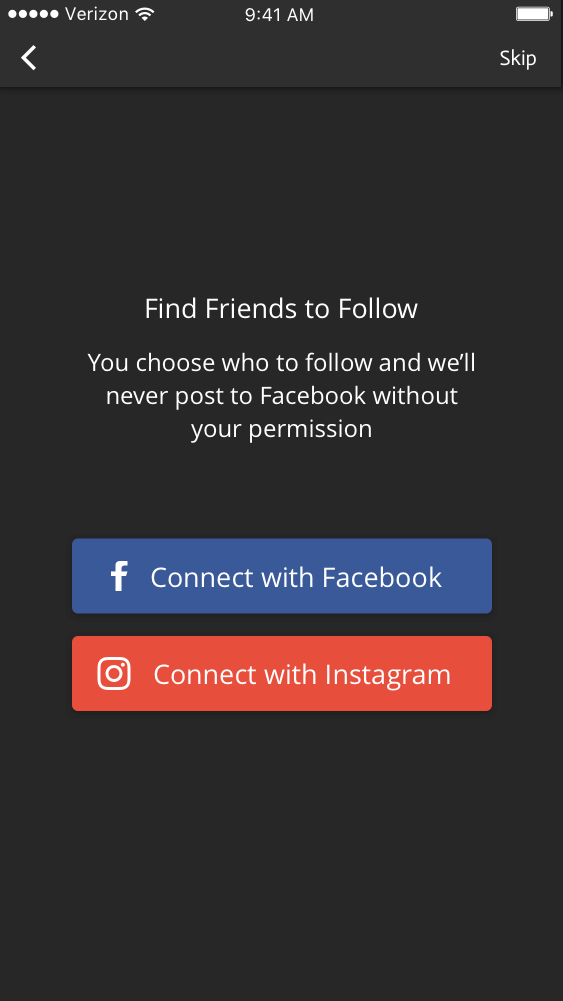 Verizon 9:41 AM
Skip
Find Friends to Follow
You choose who to follow and we’ll
never post to Facebook without
your permission
Connect with Facebook
Connect with Instagram